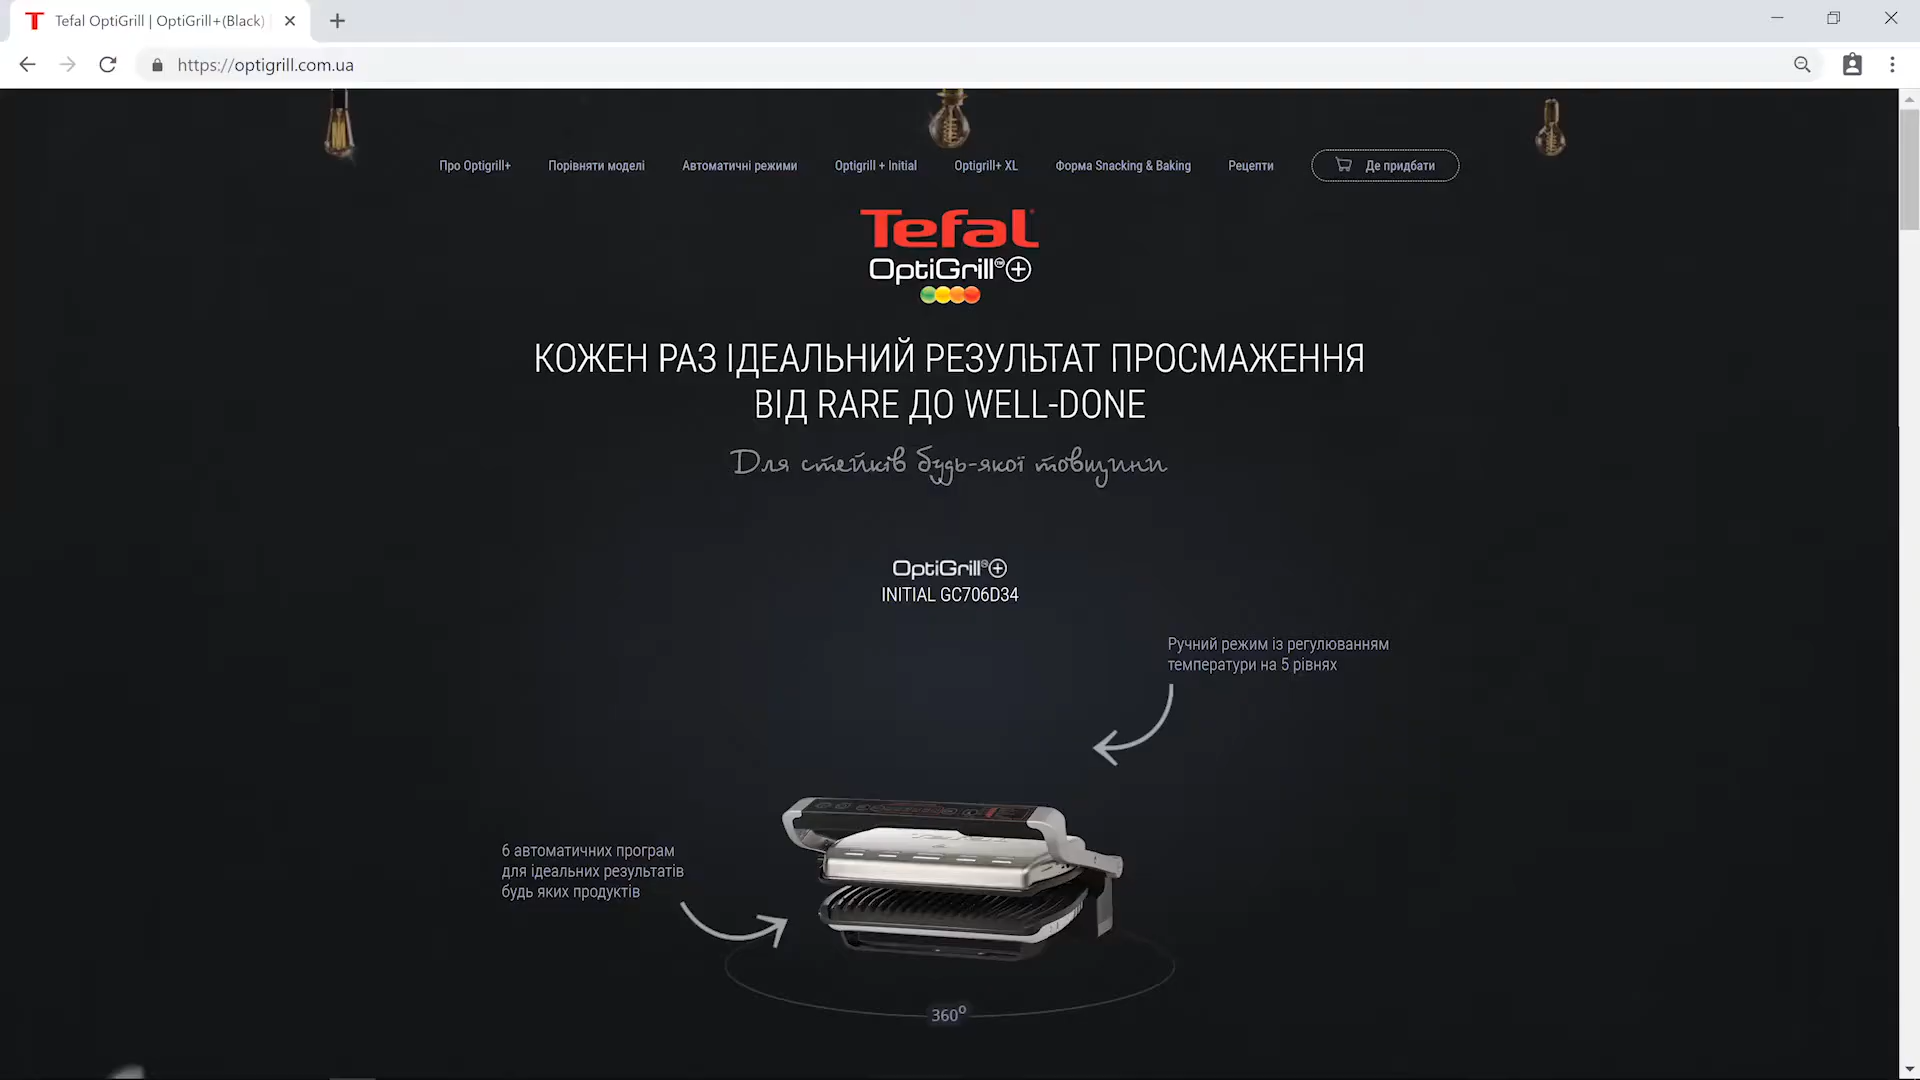 Tefal OptiGrill | OptiGrill+(Black)
https://optigrill.com.ua
Про Optigrill+
Порівняти моделі
Автоматичні режими
Optigrill + Initial
Optigrill+ XL
Форма Snacking & Baking
Рецепти
Де придбати
Tefal
OptiGrill™+
КОЖЕН РАЗ ІДЕАЛЬНИЙ РЕЗУЛЬТАТ ПРОСМАЖЕННЯ
ВІД RARE ДО WELL-DONE
Для стейків будь-якої товщини
OptiGrill™+
INITIAL GC706D34
Ручний режим із регулюванням
температури на 5 рівнях
6 автоматичних програм
для ідеальних результатів
будь яких продуктів
360°